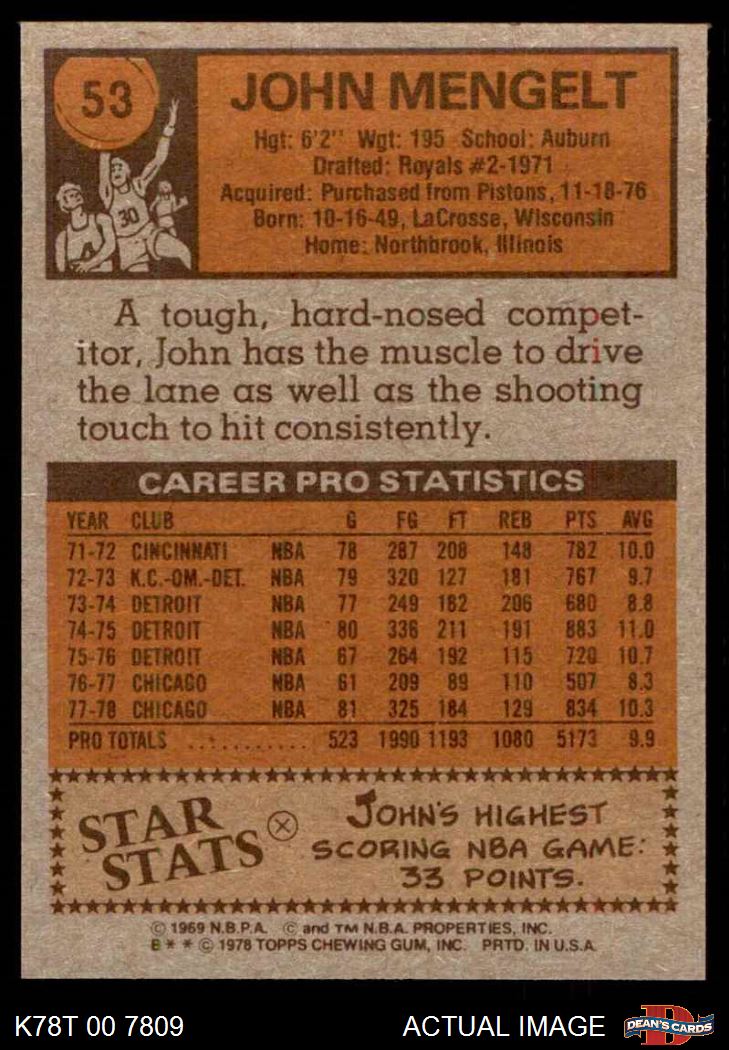 53
JOHN MENGELT
Hgt: 6'2" Wgt: 195 School: Auburn
Drafted: Royals #2-1971
Acquired: Purchased from Pistons, 11-18-76
Born: 10-16-49, LaCrosse, Wisconsin
Home: Northbrook, Illinois
30
A tough, hard-nosed compet-
itor, John has the muscle to drive
the lane as well as the shooting
touch to hit consistently.
CAREER PRO STATISTICS
YEAR CLUB G FG FT REB PTS AVG
71-72 CINCINNATI NBA 78 287 208 148 782 10.0
72-73 K.C.-OM.-DET. NBA 79 320 127 181 767 9.7
73-74 DETROIT NBA 77 249 182 206 680 8.8
74-75 DETROIT NBA 80 336 211 191 883 11.0
75-76 DETROIT NBA 67 264 192 115 720 10.7
76-77 CHICAGO NBA 61 209 89 110 507 8.3
77-78 CHICAGO NBA 81 325 184 129 834 10.3
PRO TOTALS ........... 523 1990 1193 1080 5173 9.9
STAR STATS
JOHN'S HIGHEST
SCORING NBA GAME:
33 POINTS.
© 1969 N.B.P.A. © and TM N.B.A. PROPERTIES, INC.
B * * © 1978 TOPPS CHEWING GUM, INC. PRTD. IN U.S.A.
K78T 00 7809 ACTUAL IMAGE DEAN'S CARDS